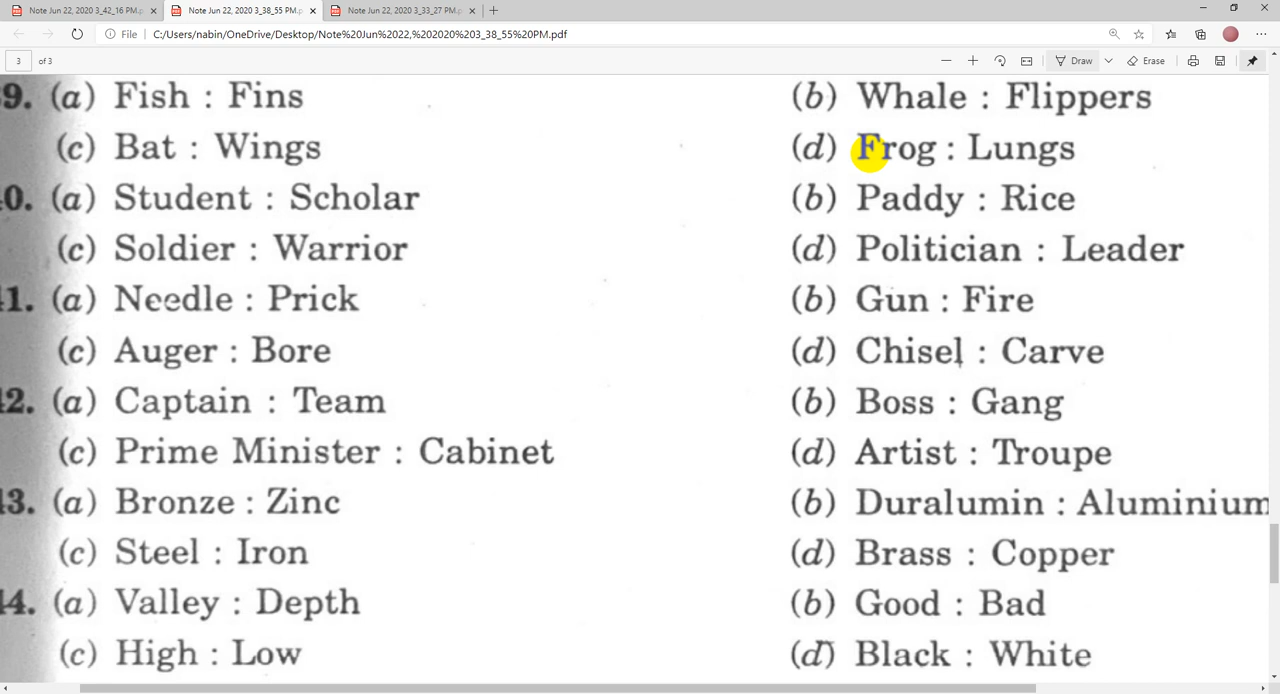 Note Jun 22, 2020 3_42_16 PM.p
Note Jun 22, 2020 3_38_55 PM.p
Note Jun 22, 2020 3_33_27 PM.p
File C:/Users/nabin/OneDrive/Desktop/Note%20Jun%2022,%202020%203_38_55%20PM.pdf
3 of 3 Draw Erase
9. (a) Fish : Fins (b) Whale : Flippers
(c) Bat : Wings (d) Frog : Lungs
0. (a) Student : Scholar (b) Paddy : Rice
(c) Soldier : Warrior (d) Politician : Leader
1. (a) Needle : Prick (b) Gun : Fire
(c) Auger : Bore (d) Chisel : Carve
2. (a) Captain : Team (b) Boss : Gang
(c) Prime Minister : Cabinet (d) Artist : Troupe
3. (a) Bronze : Zinc (b) Duralumin : Aluminium
(c) Steel : Iron (d) Brass : Copper
4. (a) Valley : Depth (b) Good : Bad
(c) High : Low (d) Black : White